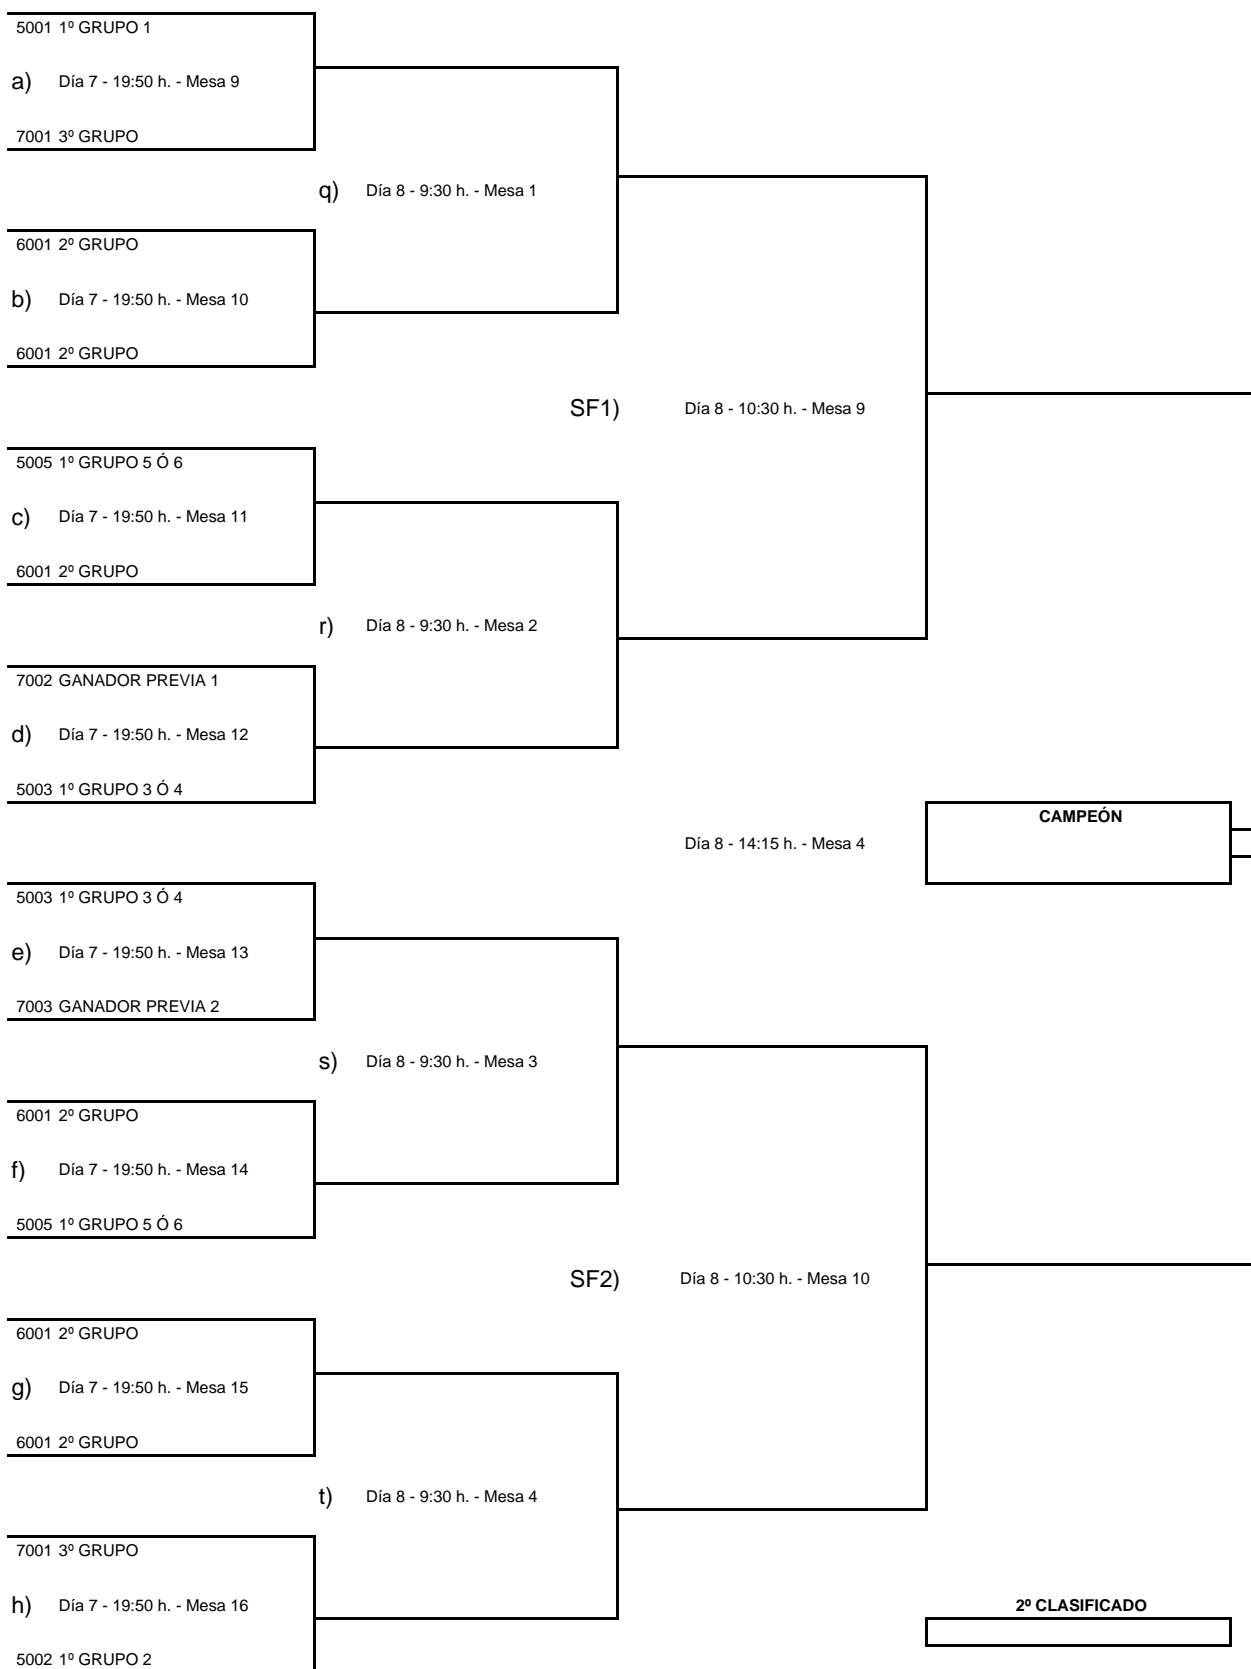 5001 1º GRUPO 1
a) Día 7 - 19:50 h. - Mesa 9
7001 3º GRUPO
q) Día 8 - 9:30 h. - Mesa 1
6001 2º GRUPO
b) Día 7 - 19:50 h. - Mesa 10
6001 2º GRUPO
SF1) Día 8 - 10:30 h. - Mesa 9
5005 1º GRUPO 5 Ó 6
c) Día 7 - 19:50 h. - Mesa 11
6001 2º GRUPO
r) Día 8 - 9:30 h. - Mesa 2
7002 GANADOR PREVIA 1
d) Día 7 - 19:50 h. - Mesa 12
5003 1º GRUPO 3 Ó 4
CAMPEÓN
Día 8 - 14:15 h. - Mesa 4
5003 1º GRUPO 3 Ó 4
e) Día 7 - 19:50 h. - Mesa 13
7003 GANADOR PREVIA 2
s) Día 8 - 9:30 h. - Mesa 3
6001 2º GRUPO
f) Día 7 - 19:50 h. - Mesa 14
5005 1º GRUPO 5 Ó 6
SF2) Día 8 - 10:30 h. - Mesa 10
6001 2º GRUPO
g) Día 7 - 19:50 h. - Mesa 15
6001 2º GRUPO
t) Día 8 - 9:30 h. - Mesa 4
7001 3º GRUPO
h) Día 7 - 19:50 h. - Mesa 16
2º CLASIFICADO
5002 1º GRUPO 2